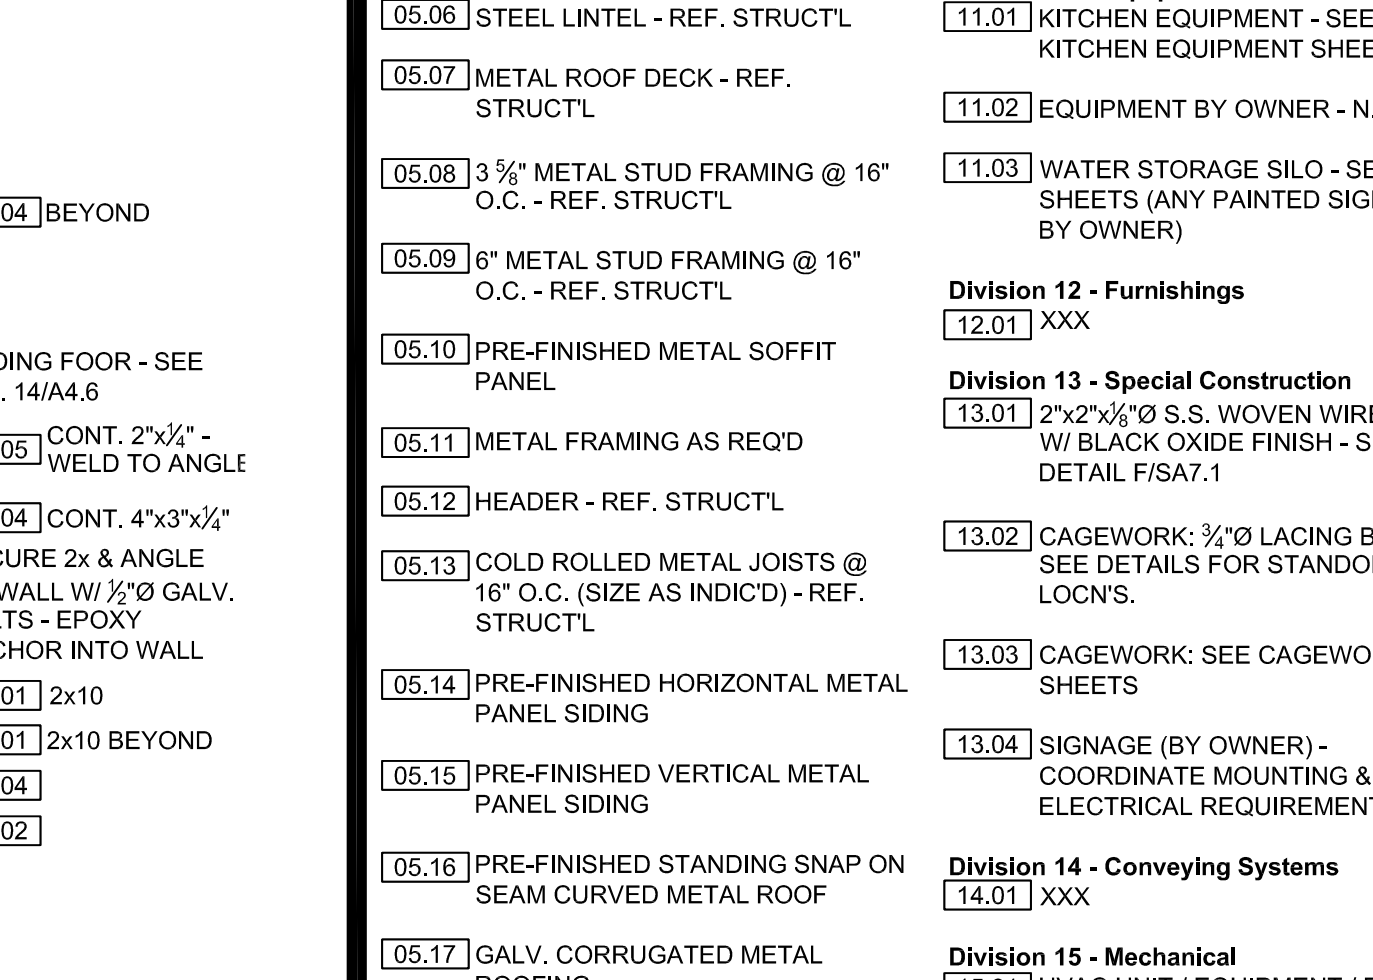 04 BEYOND
DING FOOR - SEE
. 14/A4.6
05 CONT. 2"x¼" -
WELD TO ANGLE
04 CONT. 4"x3"x¼"
CURE 2x & ANGLE
WALL W/ ½"Ø GALV.
LTS - EPOXY
CHOR INTO WALL
01 2x10
01 2x10 BEYOND
04
02
05.06 STEEL LINTEL - REF. STRUCT'L
05.07 METAL ROOF DECK - REF.
STRUCT'L
05.08 3 ⅝" METAL STUD FRAMING @ 16"
O.C. - REF. STRUCT'L
05.09 6" METAL STUD FRAMING @ 16"
O.C. - REF. STRUCT'L
05.10 PRE-FINISHED METAL SOFFIT
PANEL
05.11 METAL FRAMING AS REQ'D
05.12 HEADER - REF. STRUCT'L
05.13 COLD ROLLED METAL JOISTS @
16" O.C. (SIZE AS INDIC'D) - REF.
STRUCT'L
05.14 PRE-FINISHED HORIZONTAL METAL
PANEL SIDING
05.15 PRE-FINISHED VERTICAL METAL
PANEL SIDING
05.16 PRE-FINISHED STANDING SNAP ON
SEAM CURVED METAL ROOF
05.17 GALV. CORRUGATED METAL
ROOFING
11.01 KITCHEN EQUIPMENT - SEE
KITCHEN EQUIPMENT SHEE
11.02 EQUIPMENT BY OWNER - N.
11.03 WATER STORAGE SILO - SE
SHEETS (ANY PAINTED SIG
BY OWNER)
Division 12 - Furnishings
12.01 XXX
Division 13 - Special Construction
13.01 2"x2"x⅛"Ø S.S. WOVEN WIRE
W/ BLACK OXIDE FINISH - S
DETAIL F/SA7.1
13.02 CAGEWORK: ¾"Ø LACING B
SEE DETAILS FOR STANDO
LOCN'S.
13.03 CAGEWORK: SEE CAGEWO
SHEETS
13.04 SIGNAGE (BY OWNER) -
COORDINATE MOUNTING &
ELECTRICAL REQUIREMENT
Division 14 - Conveying Systems
14.01 XXX
Division 15 - Mechanical
15.01 HVAC UNIT / EQUIPMENT /